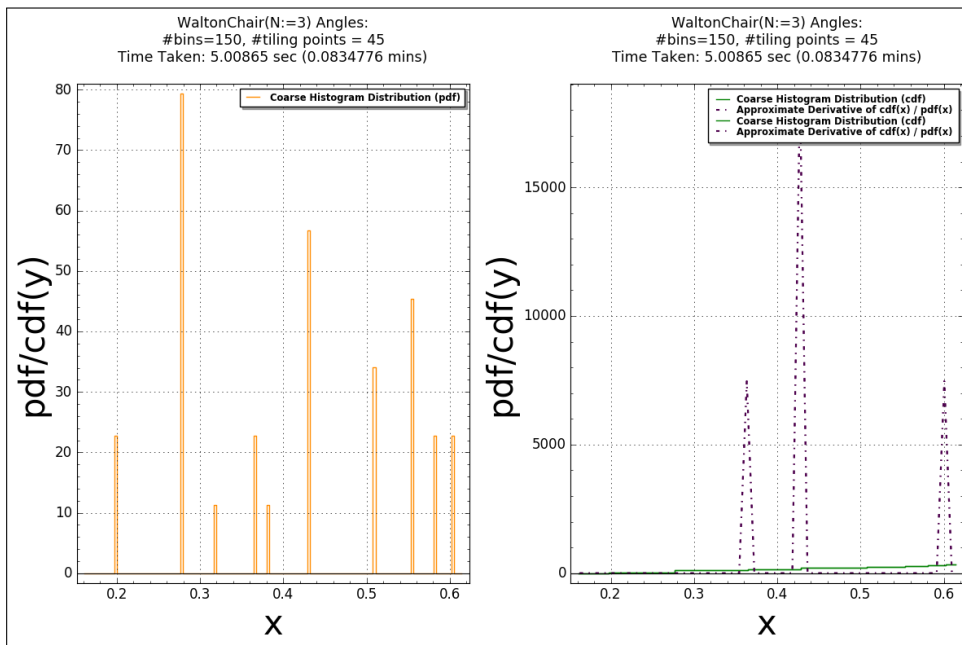 WaltonChair(N:=3) Angles:
#bins=150, #tiling points = 45
Time Taken: 5.00865 sec (0.0834776 mins)
Coarse Histogram Distribution (pdf)
pdf/cdf(y)
80
70
60
50
40
30
20
10
0
0.2
0.3
0.4
0.5
0.6
x
WaltonChair(N:=3) Angles:
#bins=150, #tiling points = 45
Time Taken: 5.00865 sec (0.0834776 mins)
Coarse Histogram Distribution (cdf)
Approximate Derivative of cdf(x) / pdf(x)
Coarse Histogram Distribution (cdf)
Approximate Derivative of cdf(x) / pdf(x)
pdf/cdf(y)
15000
10000
5000
0
0.2
0.3
0.4
0.5
0.6
x